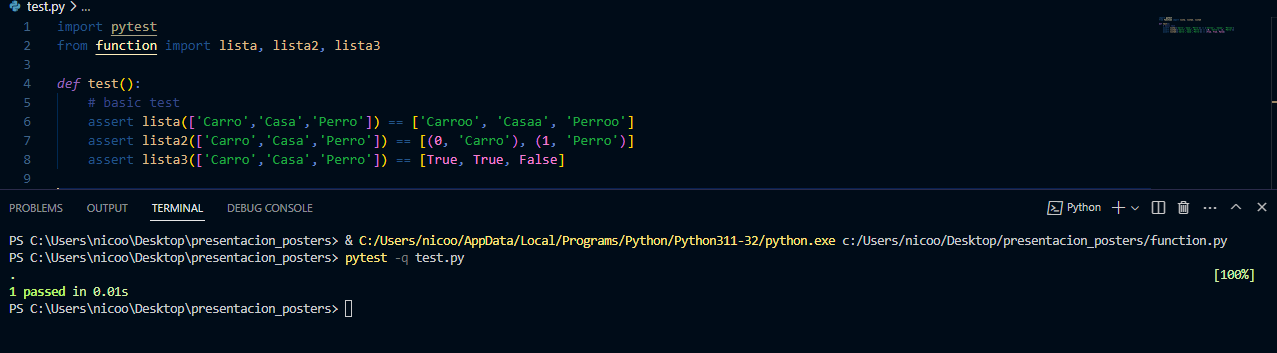 test.py > ...
1 import pytest
2 from function import lista, lista2, lista3
3
4 def test():
5     # basic test
6     assert lista(['Carro','Casa','Perro']) == ['Carroo', 'Casaa', 'Perroo']
7     assert lista2(['Carro','Casa','Perro']) == [(0, 'Carro'), (1, 'Perro')]
8     assert lista3(['Carro','Casa','Perro']) == [True, True, False]
9
PROBLEMS OUTPUT TERMINAL DEBUG CONSOLE Python
PS C:\Users\nicoo\Desktop\presentacion_posters> & C:/Users/nicoo/AppData/Local/Programs/Python/Python311-32/python.exe c:/Users/nicoo/Desktop/presentacion_posters/function.py
PS C:\Users\nicoo\Desktop\presentacion_posters> pytest -q test.py
. [100%]
1 passed in 0.01s
PS C:\Users\nicoo\Desktop\presentacion_posters>